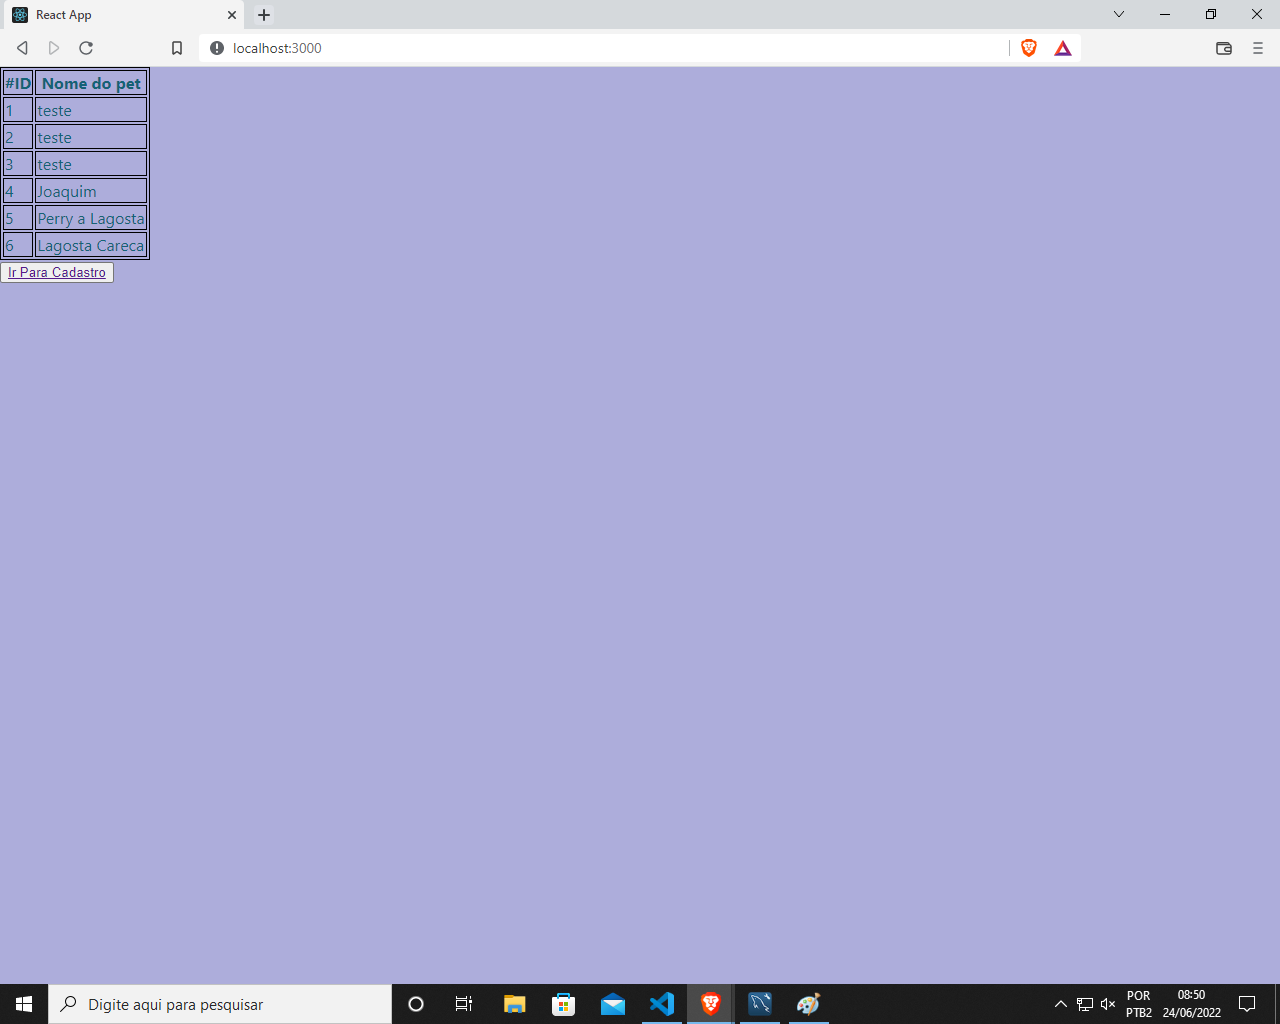 React App
localhost:3000
#ID Nome do pet
1 teste
2 teste
3 teste
4 Joaquim
5 Perry a Lagosta
6 Lagosta Careca
Ir Para Cadastro
Digite aqui para pesquisar
POR
PTB2
08:50
24/06/2022